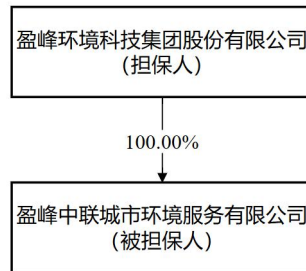 盈峰环境科技集团股份有限公司
（担保人）
100.00%
盈峰中联城市环境服务有限公司
（被担保人）